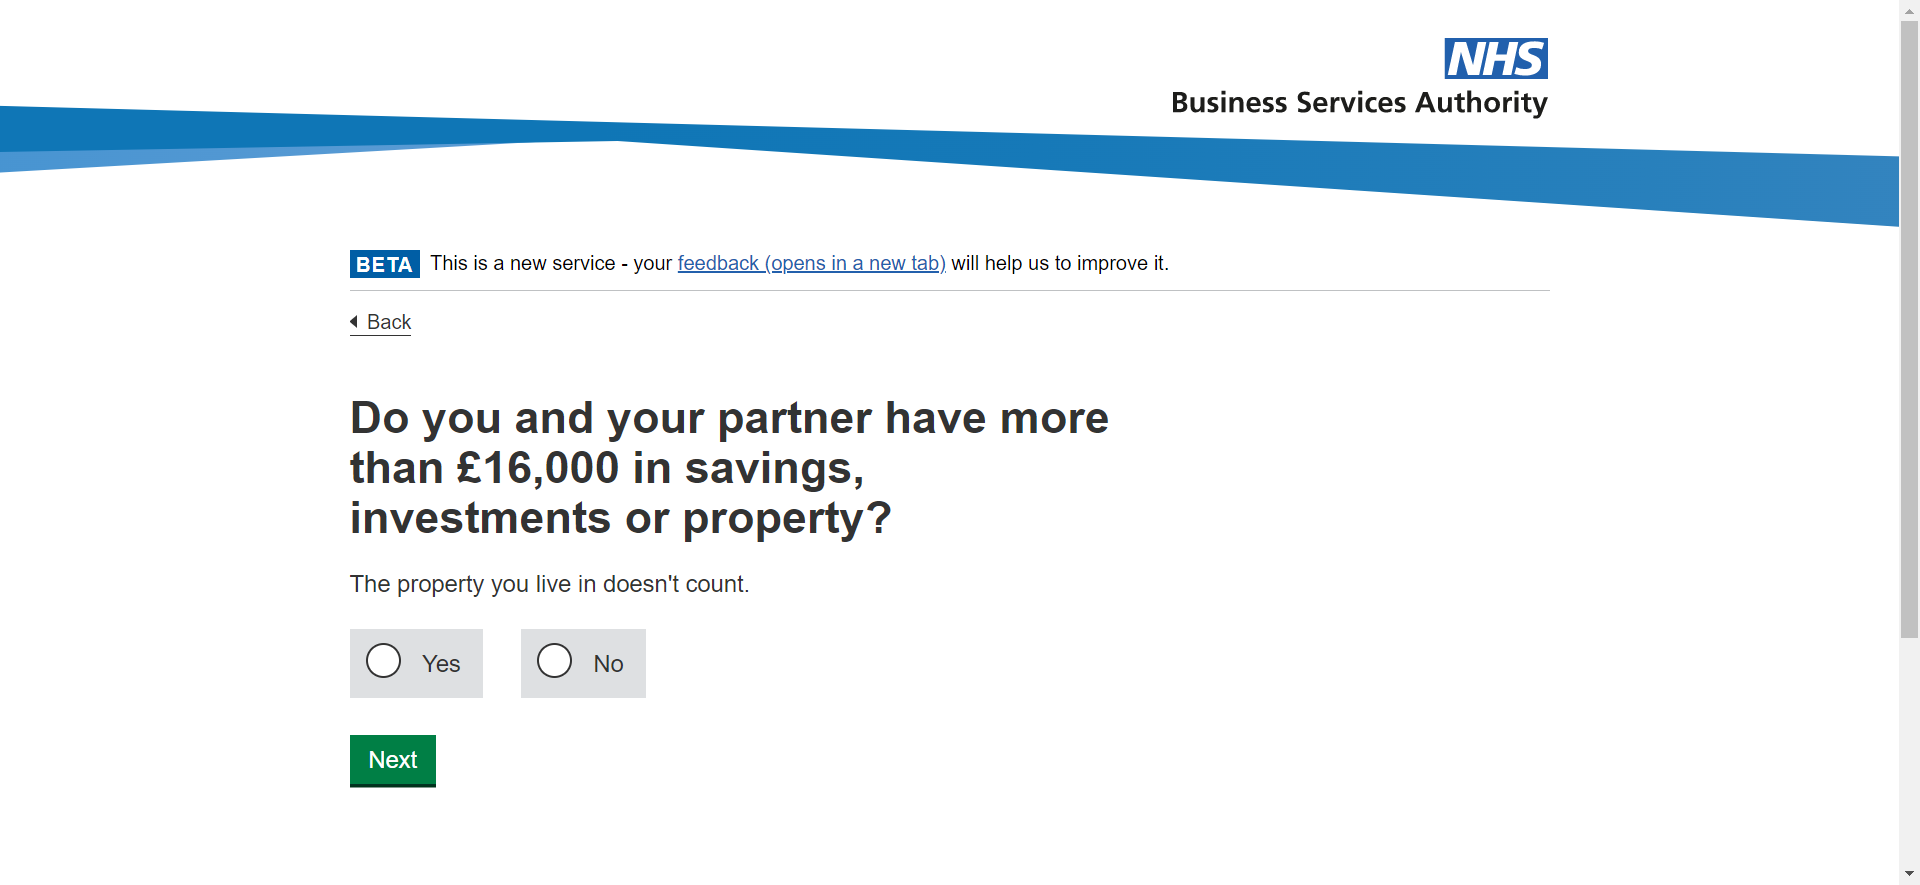 NHS
Business Services Authority
BETA This is a new service - your feedback (opens in a new tab) will help us to improve it.
Back
Do you and your partner have more
than £16,000 in savings,
investments or property?
The property you live in doesn't count.
Yes No
Next